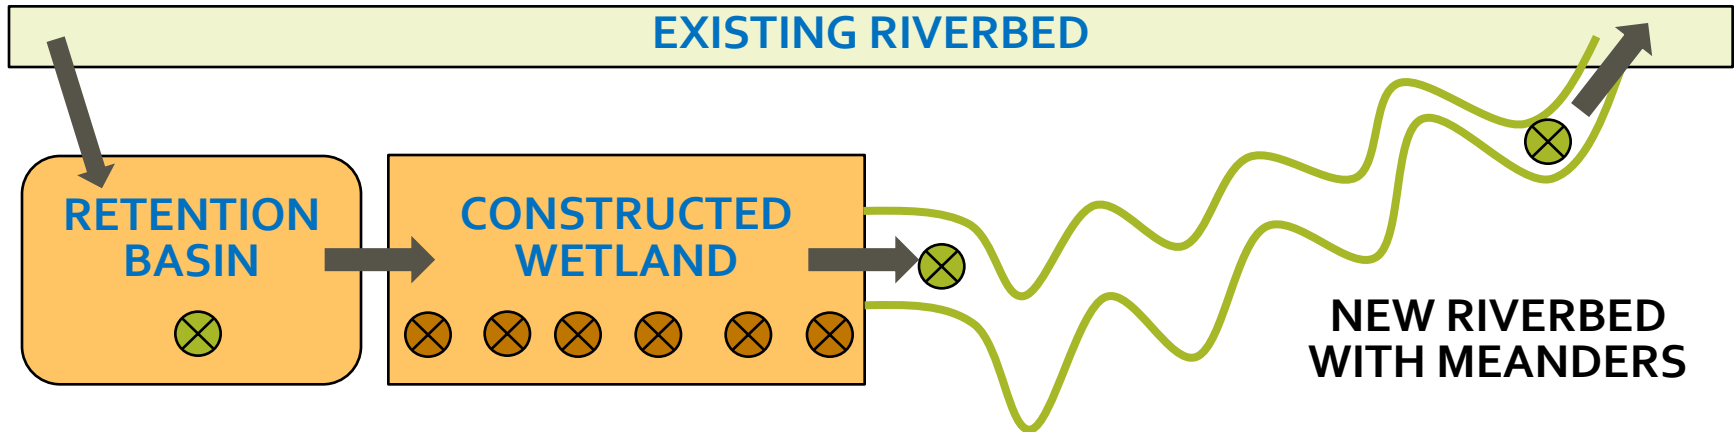 EXISTING RIVERBED
RETENTION
BASIN
CONSTRUCTED
WETLAND
NEW RIVERBED
WITH MEANDERS